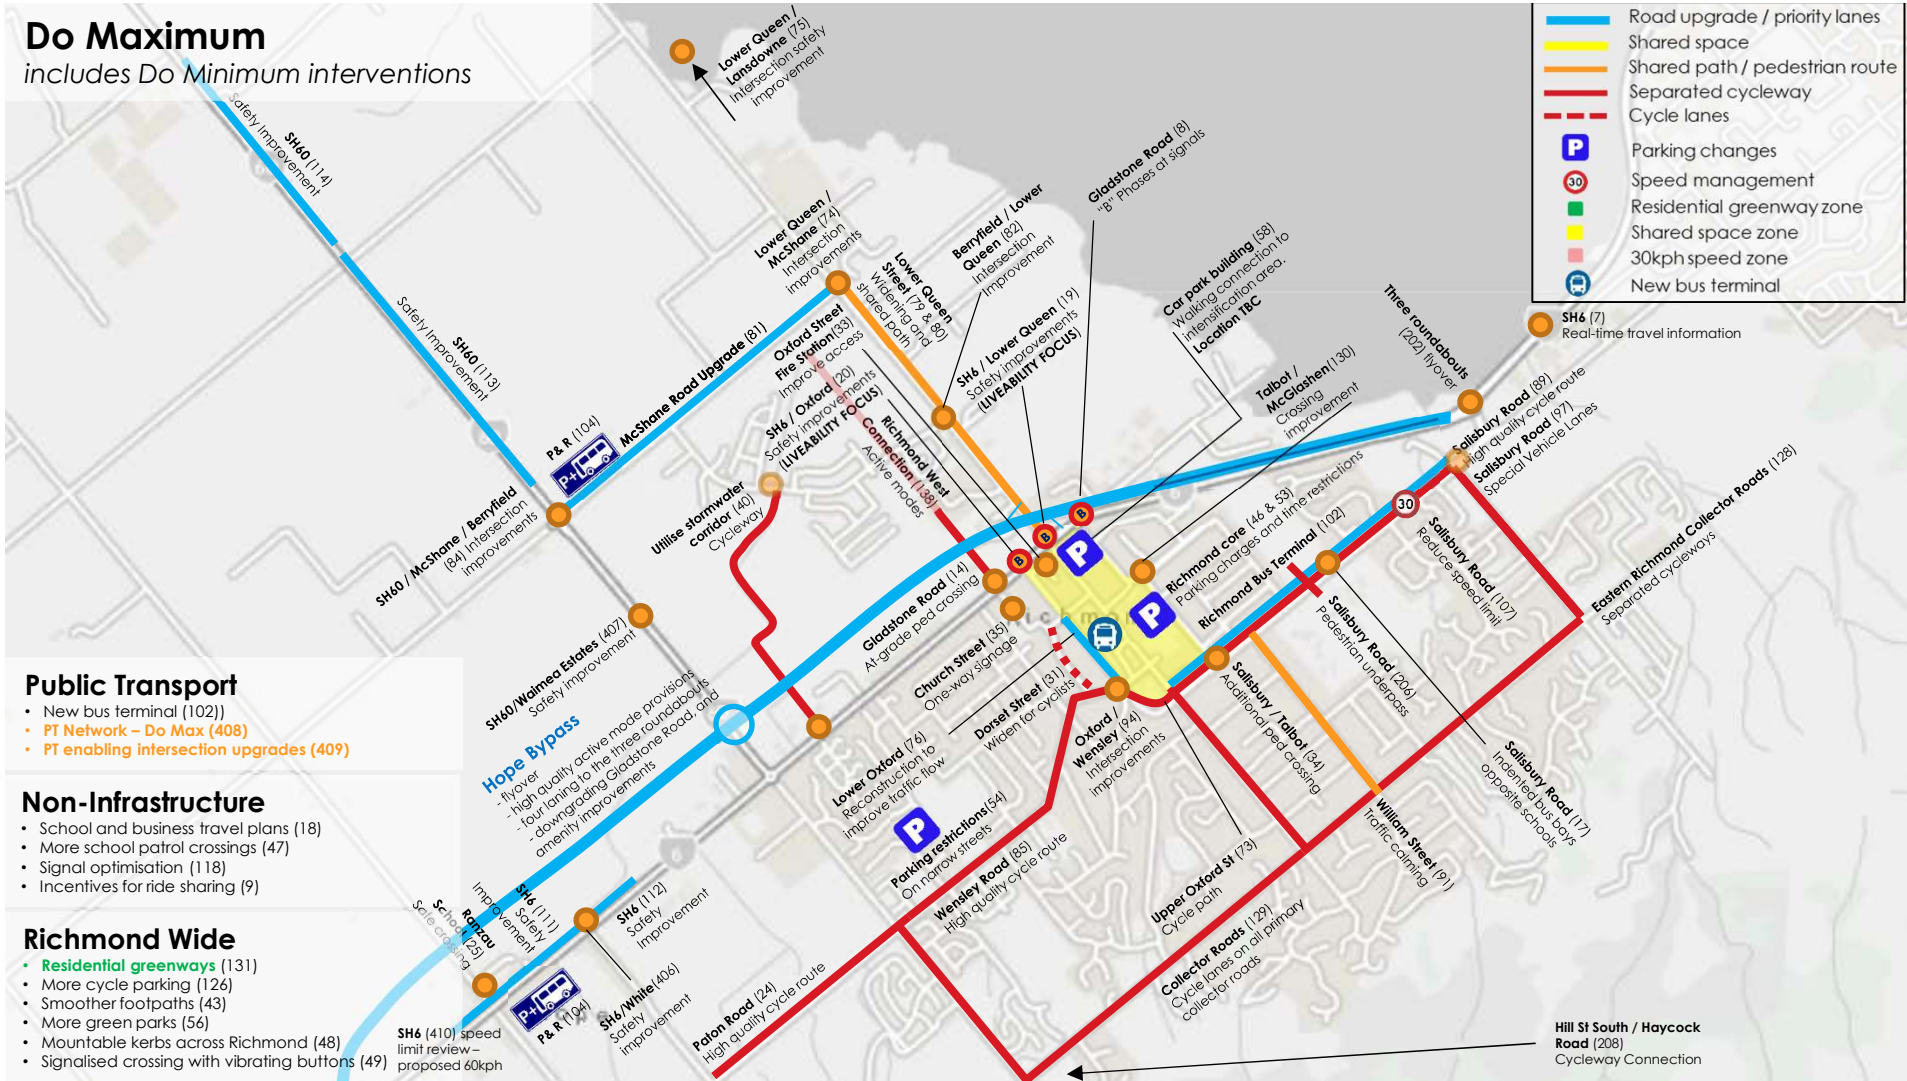 Do Maximum
includes Do Minimum interventions
Road upgrade / priority lanes
Shared space
Shared path / pedestrian route
Separated cycleway
Cycle lanes
P
Parking changes
30
Speed management
Residential greenway zone
Shared space zone
30kph speed zone
New bus terminal
Lower Queen /
Lansdowne (75)
Intersection safety
improvement
SH60 (114)
Safety Improvement
SH60 (113)
Safety Improvement
Lower Queen /
McShane (74)
Intersection
improvements
Lower Queen
Street (79 & 80)
Widening and
shared path
Berryfield / Lower
Queen (82)
Intersection
Improvement
Gladstone Road (8)
"B" Phases at signals
Car park building (58)
Walking connection to
intensification area.
Location TBC
SH6 / Lower Queen (19)
Safety improvements
(LIVEABILITY FOCUS)
Talbot /
McGlashen(130)
Crossing
improvement
Three roundabouts
(202) flyover
SH6 (7)
Real-time travel information
Salisbury Road (89)
High quality cycle route
Salisbury Road (97)
Special Vehicle Lanes
McShane Road Upgrade (81)
P& R (104)
P+
Oxford Street
Fire Station(33)
Improve access
SH6 / Oxford (20)
Safety improvements
(LIVEABILITY FOCUS)
Richmond West
Connection (138)
Active modes
Utilise stormwater
corridor (40)
Cycleway
SH60 / McShane / Berryfield
(84) Intersection
improvements
B
B
B
P
P
30
Richmond core (46 & 53)
Parking charges and time restrictions
Richmond Bus Terminal (102)
Salisbury Road (107)
Reduce speed limit
Eastern Richmond Collector Roads (128)
Separated cycleways
Gladstone Road (14)
At-grade ped crossing
Church Street (35)
One-way signage
Dorset Street (31)
Widen for cyclists
Salisbury Road (206)
Pedestrian underpass
Salisbury / Talbot (34)
Additional ped crossing
Salisbury Road (17)
Indented bus bays
opposite schools
SH60/Waimea Estates (407)
Safety improvement
Hope Bypass
- flyover
- high quality active mode provisions
- four laning to the three roundabouts
- downgrading Gladstone Road, and
amenity improvements
Lower Oxford (76)
Reconstruction to
improve traffic flow
Oxford /
Wensley (94)
Intersection
improvements
P
Parking restrictions(54)
On narrow streets
Wensley Road (85)
High quality cycle route
Upper Oxford St (73)
Cycle path
William Street (91)
Traffic calming
Collector Roads (129)
Cycle lanes on all primary
collector roads
Paton Road (24)
High quality cycle route
Ranzau
School (25)
Safe crossing
SH6 (111)
Safety
Improvement
SH6 (112)
Safety
Improvement
SH6/White(406)
Safety
improvement
P+
P& R (104)
SH6 (410) speed
limit review –
proposed 60kph
Hill St South / Haycock
Road (208)
Cycleway Connection
Public Transport
• New bus terminal (102))
• PT Network – Do Max (408)
• PT enabling intersection upgrades (409)
Non-Infrastructure
• School and business travel plans (18)
• More school patrol crossings (47)
• Signal optimisation (118)
• Incentives for ride sharing (9)
Richmond Wide
• Residential greenways (131)
• More cycle parking (126)
• Smoother footpaths (43)
• More green parks (56)
• Mountable kerbs across Richmond (48)
• Signalised crossing with vibrating buttons (49)